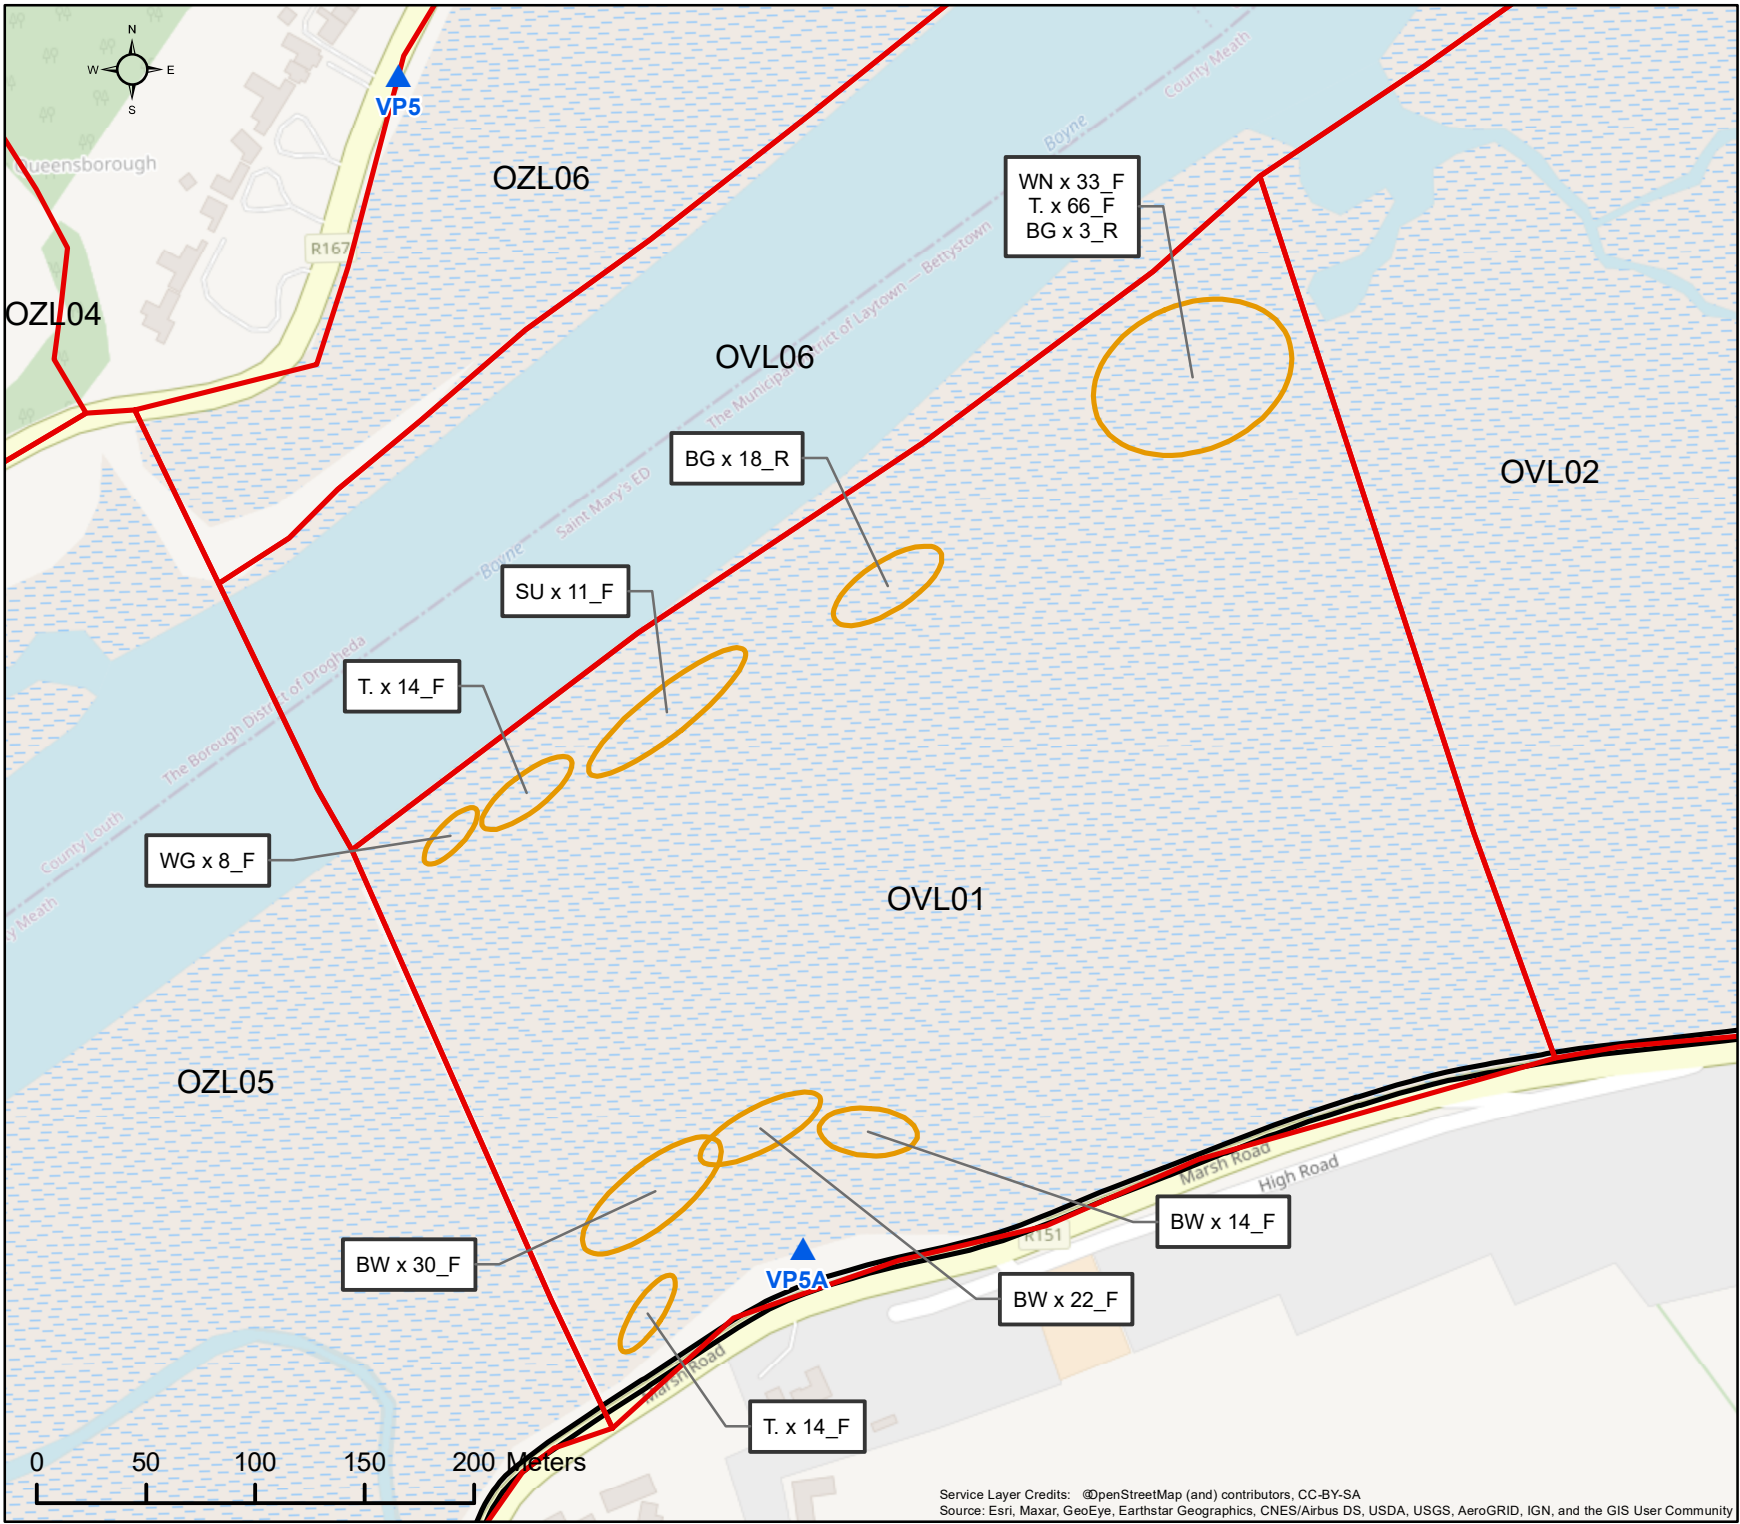 N
W E
S
VP5
Queensborough
OZL06
R167
OZL04
County Meath
Boyne
WN x 33_F
T. x 66_F
BG x 3_R
The Municipal District of Laytown — Bettystown
OVL06
BG x 18_R
OVL02
Saint Mary's ED
Boyne
SU x 11_F
T. x 14_F
The Borough District of Drogheda
County Louth
WG x 8_F
OVL01
y Meath
OZL05
Marsh Road
High Road
BW x 14_F
R151
BW x 30_F
VP5A
BW x 22_F
Marsh Road
T. x 14_F
0 50 100 150 200 Meters
Service Layer Credits: ©OpenStreetMap (and) contributors, CC-BY-SA
Source: Esri, Maxar, GeoEye, Earthstar Geographics, CNES/Airbus DS, USDA, USGS, AeroGRID, IGN, and the GIS User Community